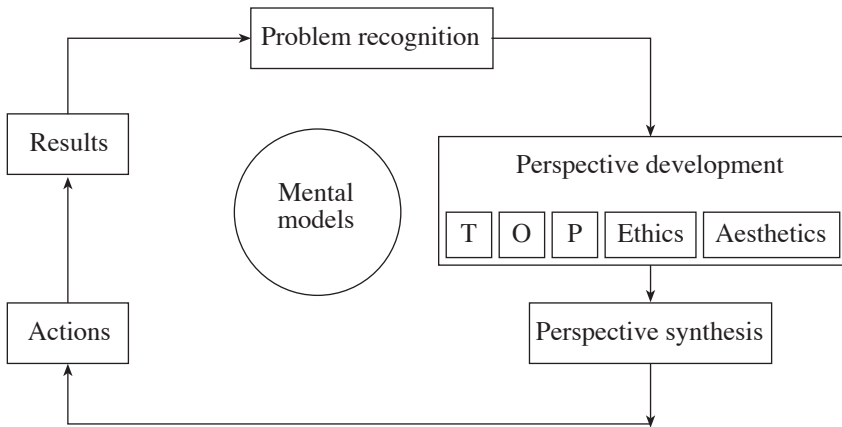 Problem recognition
Results
Perspective development
Mental
models
T O P Ethics Aesthetics
Actions
Perspective synthesis